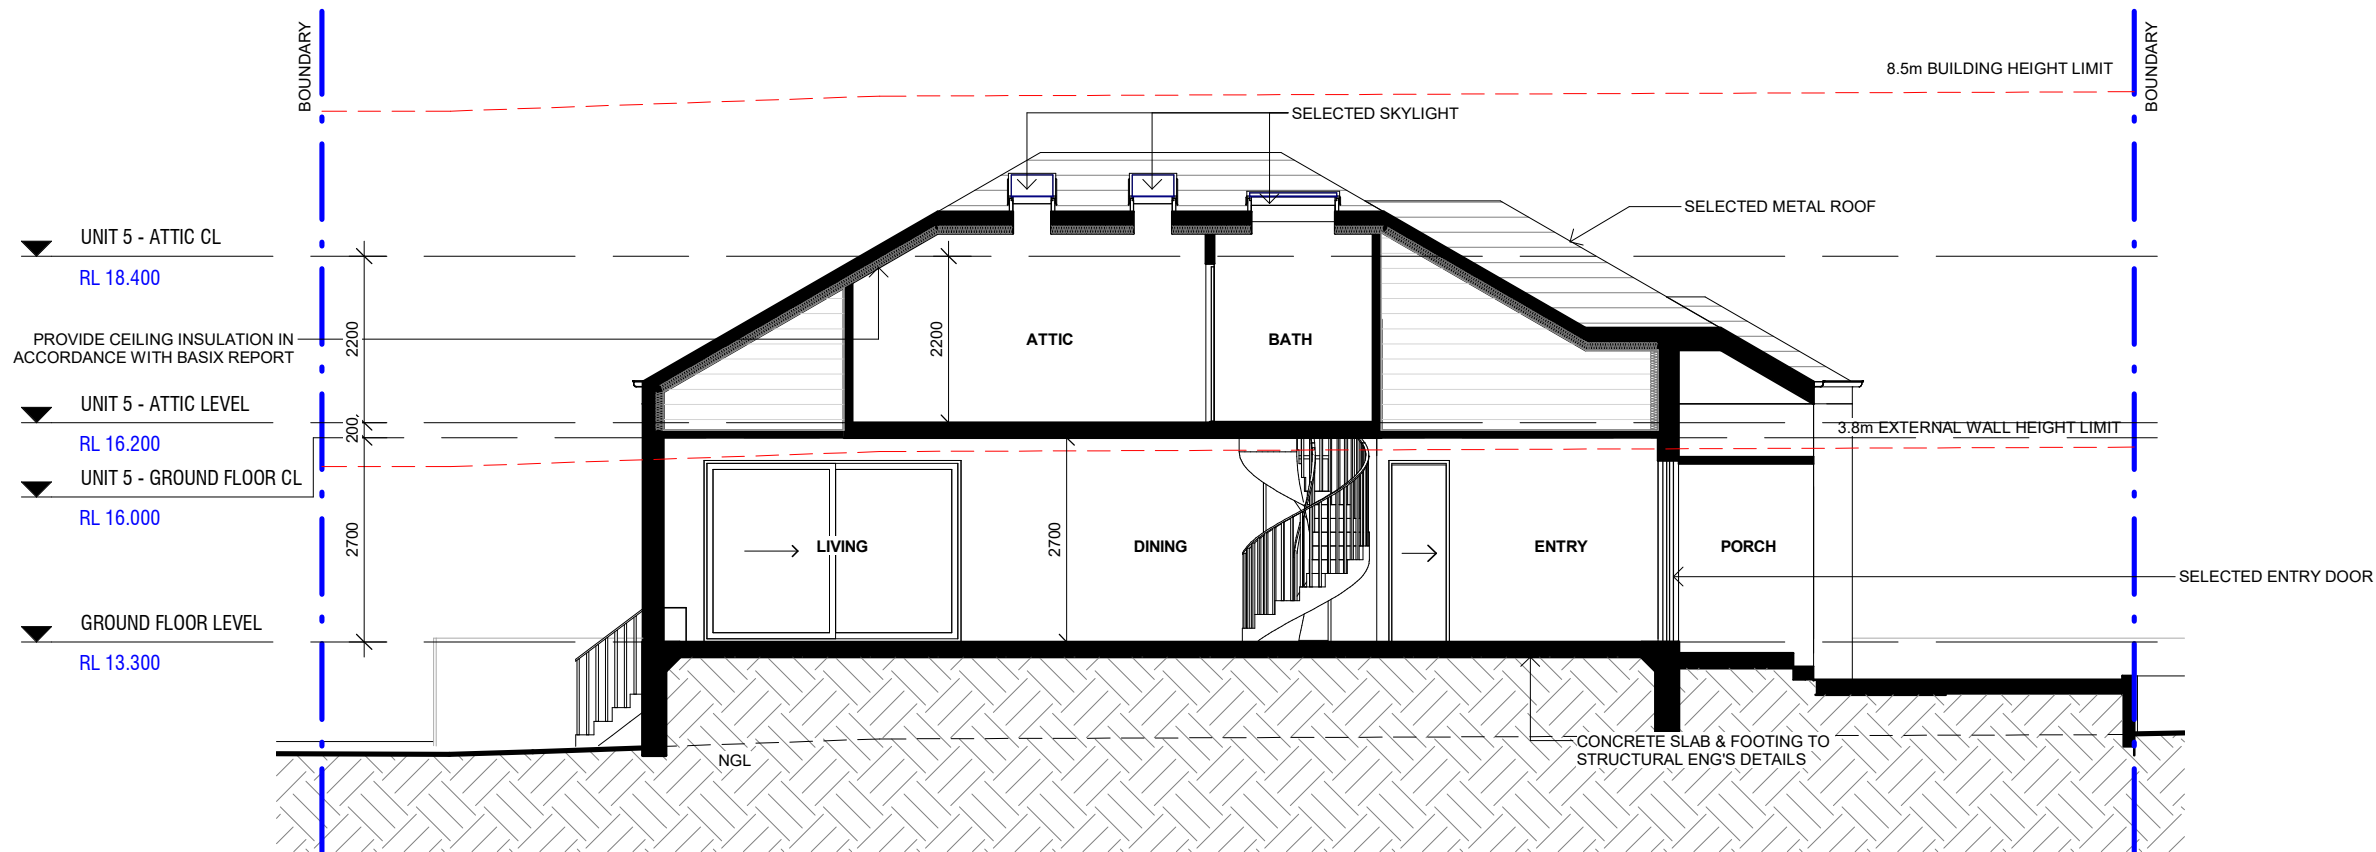 BOUNDARY
8.5m BUILDING HEIGHT LIMIT
BOUNDARY
SELECTED SKYLIGHT
SELECTED METAL ROOF
UNIT 5 - ATTIC CL
RL 18.400
PROVIDE CEILING INSULATION IN
ACCORDANCE WITH BASIX REPORT
2200
2200
ATTIC
BATH
UNIT 5 - ATTIC LEVEL
RL 16.200
200
3.8m EXTERNAL WALL HEIGHT LIMIT
UNIT 5 - GROUND FLOOR CL
RL 16.000
2700
2700
LIVING
DINING
ENTRY
PORCH
SELECTED ENTRY DOOR
GROUND FLOOR LEVEL
RL 13.300
NGL
CONCRETE SLAB & FOOTING TO
STRUCTURAL ENG'S DETAILS